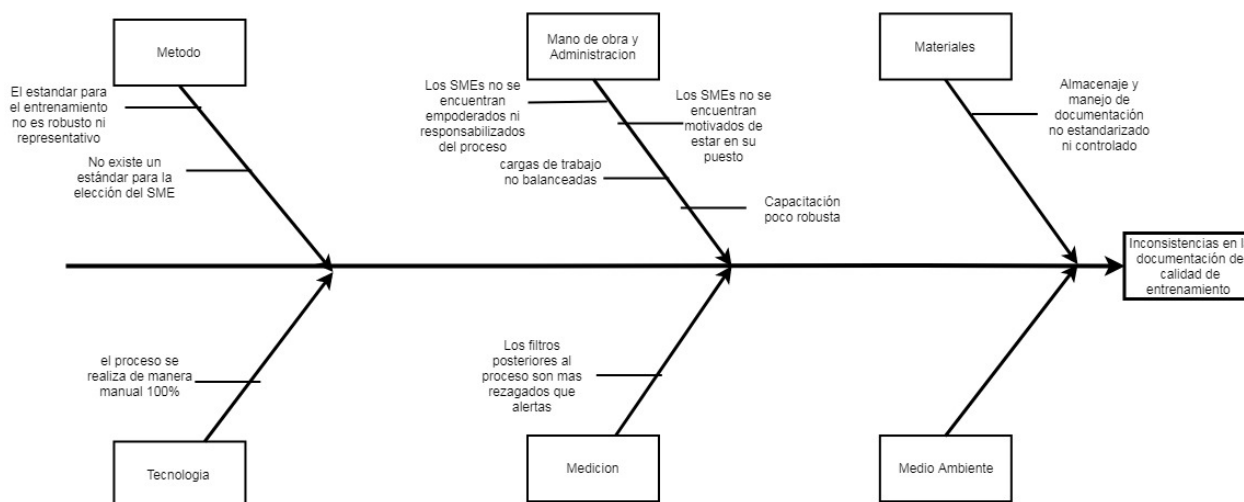 Metodo
El estandar para
el entrenamiento
no es robusto ni
representativo
No existe un
estándar para la
elección del SME
Mano de obra y
Administracion
Los SMEs no se
encuentran
empoderados ni
responsabilizados
del proceso
Los SMEs no se
encuentran
motivados de
estar en su
puesto
cargas de trabajo
no balanceadas
Capacitación
poco robusta
Materiales
Almacenaje y
manejo de
documentación
no estandarizado
ni controlado
Inconsistencias en l
documentación de
calidad de
entrenamiento
el proceso se
realiza de manera
manual 100%
Tecnologia
Los filtros
posteriores al
proceso son mas
rezagados que
alertas
Medicion
Medio Ambiente